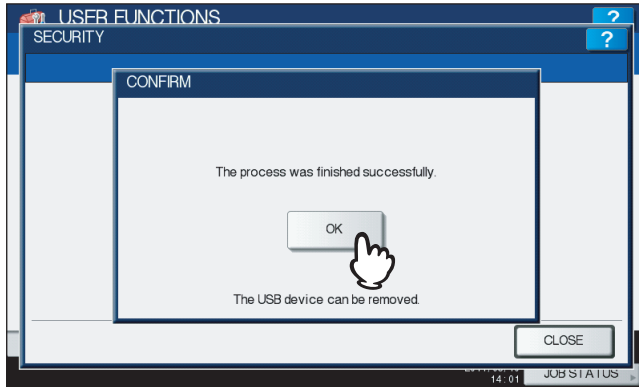 USER FUNCTIONS
?
SECURITY
?
CONFIRM
The process was finished successfully.
OK
The USB device can be removed.
CLOSE
14:01
JOB STATUS